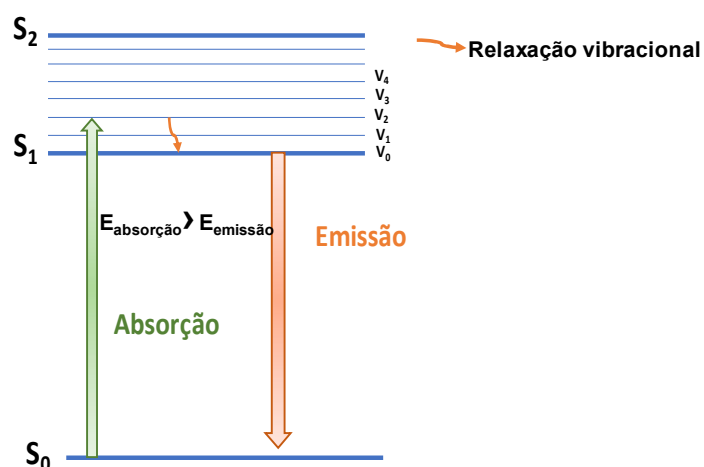 S₂
Relaxação vibracional
V₄
V₃
V₂
V₁
S₁
V₀
Eabsorção > Eemissão
Emissão
Absorção
S₀